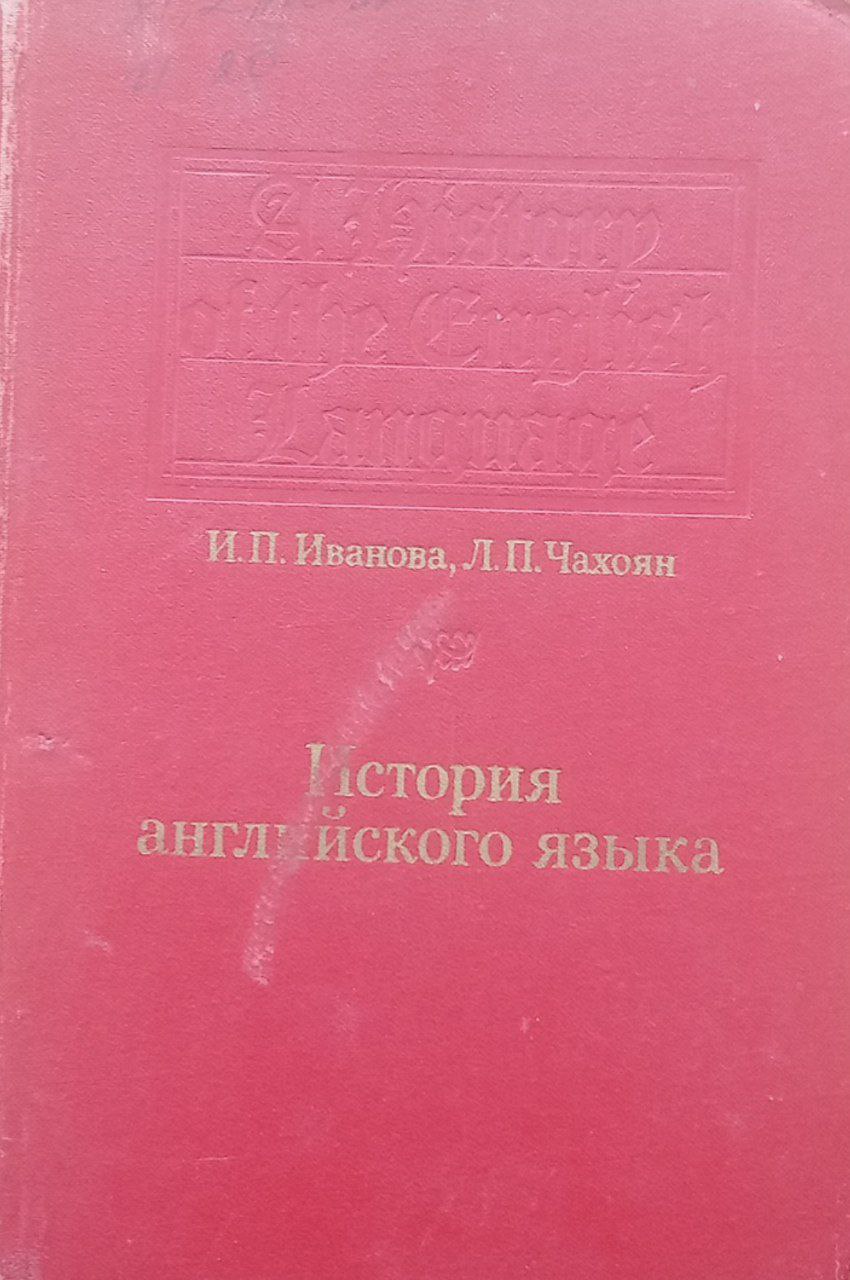 A History
of the English
Language
И. П. Иванова, Л. П. Чахоян
История
английского языка